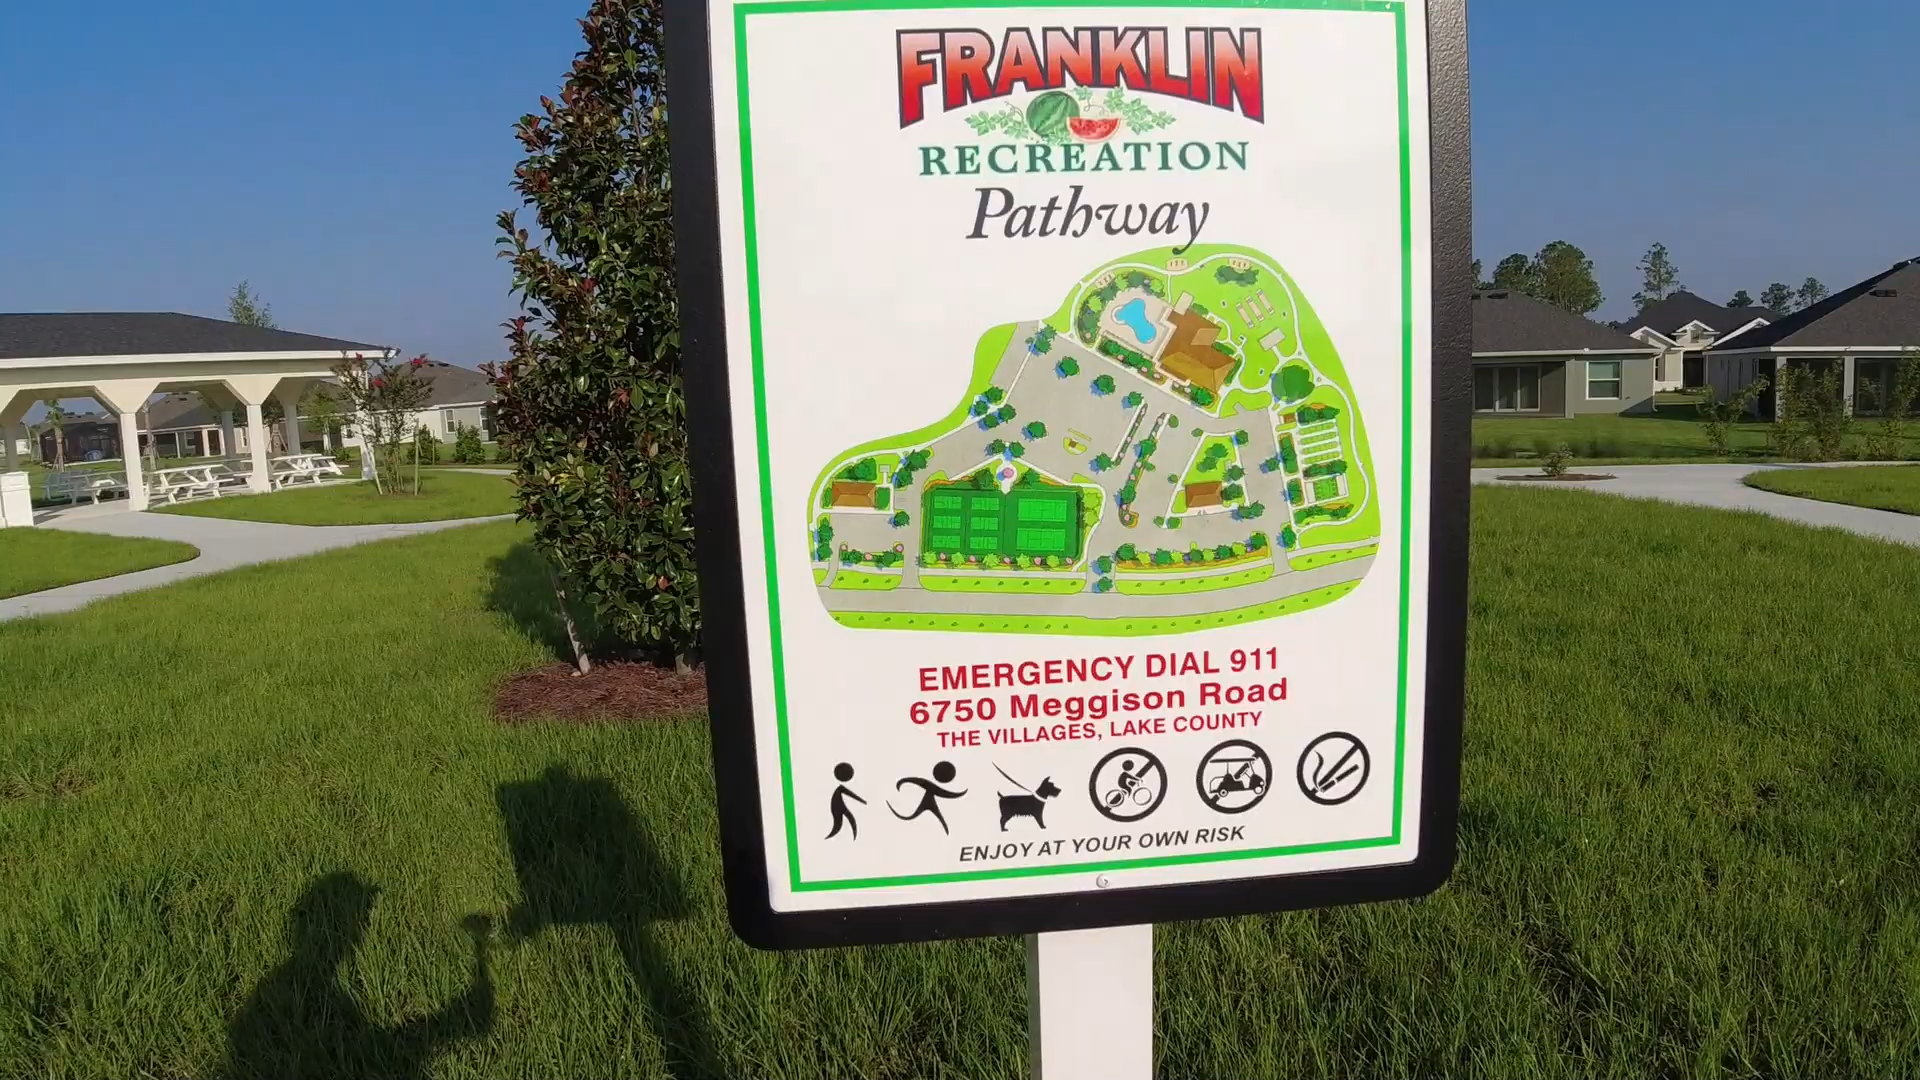 FRANKLIN
RECREATION
Pathway
EMERGENCY DIAL 911
6750 Meggison Road
THE VILLAGES, LAKE COUNTY
ENJOY AT YOUR OWN RISK